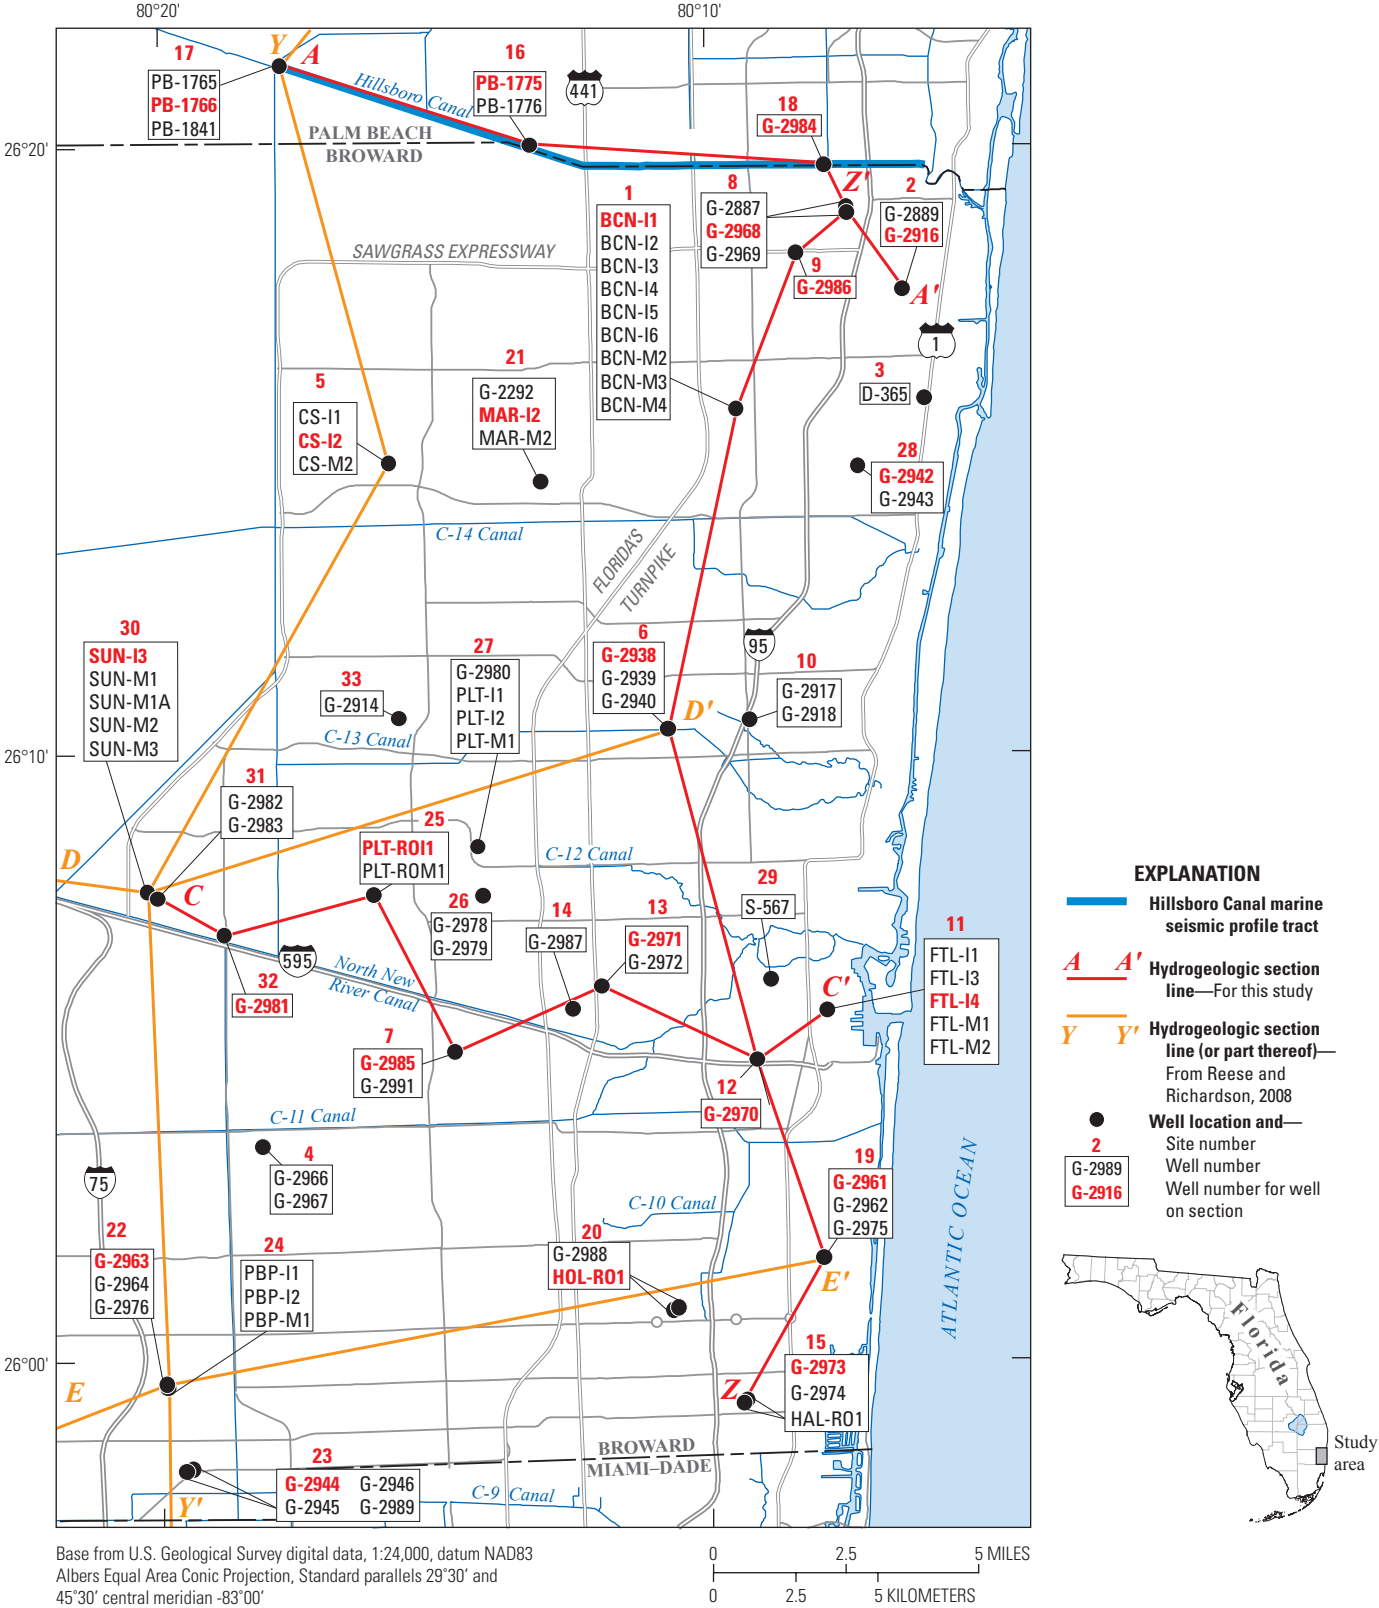 80°20'
80°10'
17
PB-1765
PB-1766
PB-1841
Y
A
Hillsboro Canal
16
PB-1775
PB-1776
441
18
G-2984
26°20'
PALM BEACH
BROWARD
Z'
1
BCN-I1
BCN-I2
BCN-I3
BCN-I4
BCN-I5
BCN-I6
BCN-M2
BCN-M3
BCN-M4
8
G-2887
G-2968
G-2969
2
G-2889
G-2916
SAWGRASS EXPRESSWAY
9
G-2986
A'
1
5
CS-I1
CS-I2
CS-M2
21
G-2292
MAR-I2
MAR-M2
3
D-365
28
G-2942
G-2943
C-14 Canal
FLORIDA'S
TURNPIKE
30
SUN-I3
SUN-M1
SUN-M1A
SUN-M2
SUN-M3
33
G-2914
27
G-2980
PLT-I1
PLT-I2
PLT-M1
6
G-2938
G-2939
G-2940
95
10
G-2917
G-2918
D'
C-13 Canal
26°10'
31
G-2982
G-2983
25
PLT-ROI1
PLT-ROM1
C-12 Canal
D
C
26
G-2978
G-2979
14
G-2987
13
G-2971
G-2972
29
S-567
11
FTL-I1
FTL-I3
FTL-I4
FTL-M1
FTL-M2
C'
595
North New
River Canal
32
G-2981
7
G-2985
G-2991
12
G-2970
C-11 Canal
4
G-2966
G-2967
75
19
G-2961
G-2962
G-2975
C-10 Canal
22
G-2963
G-2964
G-2976
24
PBP-I1
PBP-I2
PBP-M1
20
G-2988
HOL-RO1
E'
ATLANTIC OCEAN
26°00'
E
15
G-2973
G-2974
HAL-RO1
Z
BROWARD
MIAMI–DADE
23
G-2944 G-2946
G-2945 G-2989
Y'
C-9 Canal
EXPLANATION
Hillsboro Canal marine
seismic profile tract
A A' Hydrogeologic section
line—For this study
Y Y' Hydrogeologic section
line (or part thereof)—
From Reese and
Richardson, 2008
Well location and—
2 Site number
G-2989 Well number
G-2916 Well number for well
on section
Florida
Study
area
Base from U.S. Geological Survey digital data, 1:24,000, datum NAD83
Albers Equal Area Conic Projection, Standard parallels 29°30’ and
45°30’ central meridian -83°00’
0 2.5 5 MILES
0 2.5 5 KILOMETERS